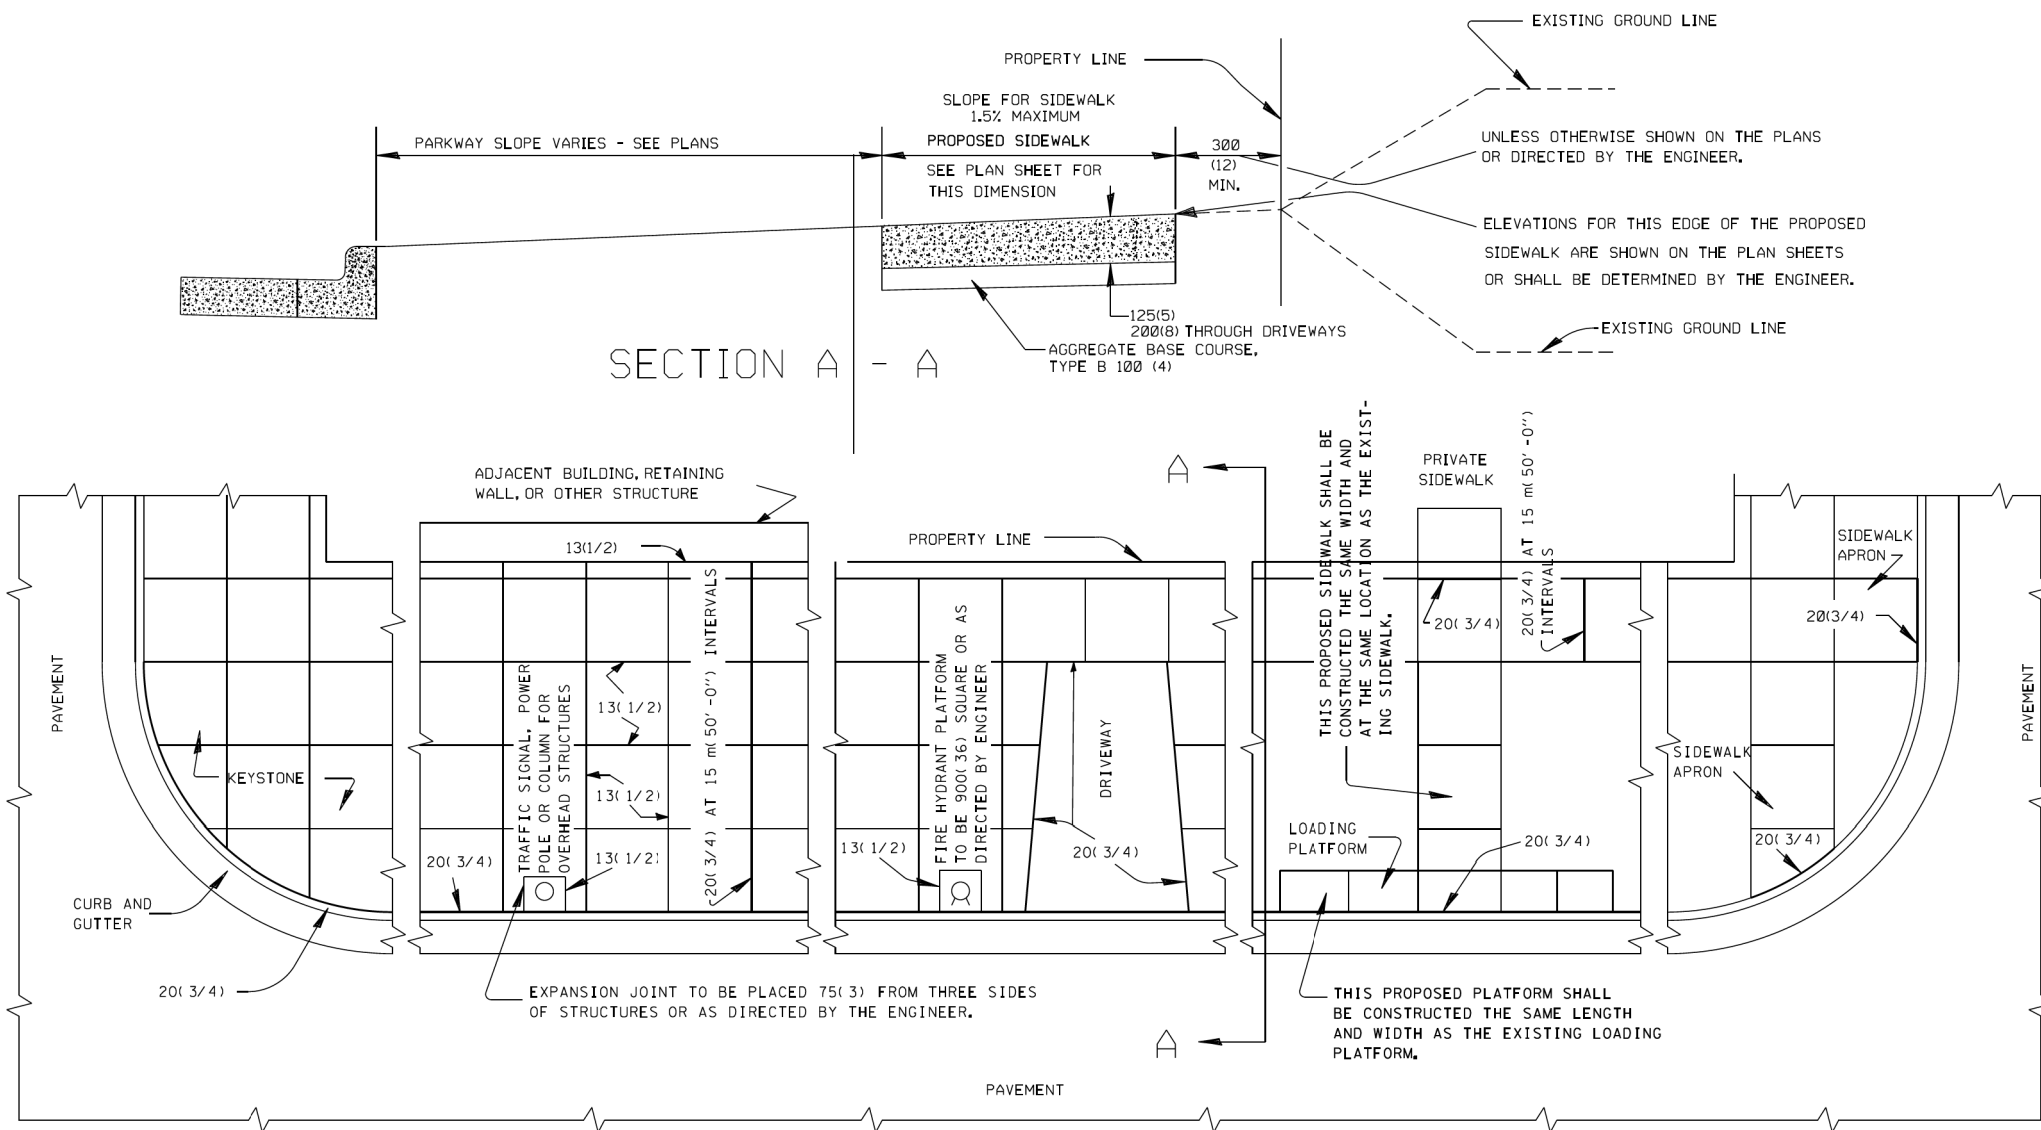 EXISTING GROUND LINE
PROPERTY LINE
SLOPE FOR SIDEWALK
1.5% MAXIMUM
PARKWAY SLOPE VARIES - SEE PLANS
PROPOSED SIDEWALK
SEE PLAN SHEET FOR
THIS DIMENSION
300
(12)
MIN.
UNLESS OTHERWISE SHOWN ON THE PLANS
OR DIRECTED BY THE ENGINEER.
ELEVATIONS FOR THIS EDGE OF THE PROPOSED
SIDEWALK ARE SHOWN ON THE PLAN SHEETS
OR SHALL BE DETERMINED BY THE ENGINEER.
125(5)
200(8) THROUGH DRIVEWAYS
AGGREGATE BASE COURSE,
TYPE B 100 (4)
EXISTING GROUND LINE
SECTION A - A
ADJACENT BUILDING, RETAINING
WALL, OR OTHER STRUCTURE
13(1/2)
PROPERTY LINE
A
THIS PROPOSED SIDEWALK SHALL BE
CONSTRUCTED THE SAME WIDTH AND
AT THE SAME LOCATION AS THE EXIST-
ING SIDEWALK.
PRIVATE
SIDEWALK
20(3/4) AT 15 m(50'-0") 
INTERVALS
SIDEWALK
APRON
20(3/4)
20(3/4)
PAVEMENT
KEYSTONE
TRAFFIC SIGNAL, POWER
POLE OR COLUMN FOR
OVERHEAD STRUCTURES
13(1/2)
13(1/2)
13(1/2)
20(3/4) AT 15 m(50'-0") INTERVALS
20(3/4)
FIRE HYDRANT PLATFORM
TO BE 900(36) SQUARE OR AS
DIRECTED BY ENGINEER
13(1/2)
DRIVEWAY
20(3/4)
LOADING
PLATFORM
20(3/4)
SIDEWALK
APRON
20(3/4)
PAVEMENT
CURB AND
GUTTER
20(3/4)
EXPANSION JOINT TO BE PLACED 75(3) FROM THREE SIDES
OF STRUCTURES OR AS DIRECTED BY THE ENGINEER.
THIS PROPOSED PLATFORM SHALL
BE CONSTRUCTED THE SAME LENGTH
AND WIDTH AS THE EXISTING LOADING
PLATFORM.
A
PAVEMENT